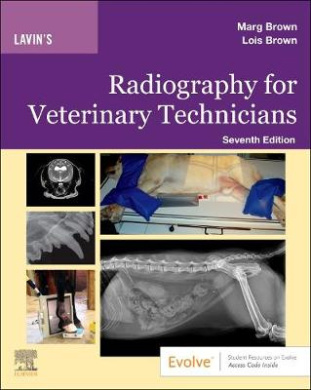 Marg Brown
Lois Brown
LAVIN'S
Radiography for
Veterinary Technicians
Seventh Edition
ELSEVIER
Evolve
Student Resources on Evolve
Access Code Inside